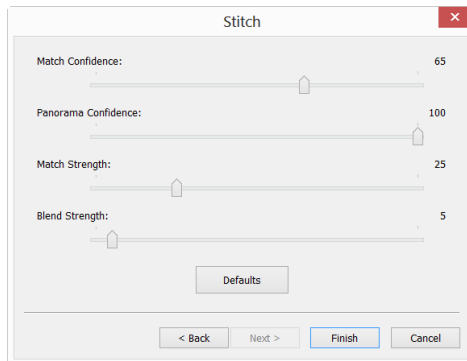 Stitch
Match Confidence: 65
Panorama Confidence: 100
Match Strength: 25
Blend Strength: 5
Defaults
< Back Next > Finish Cancel